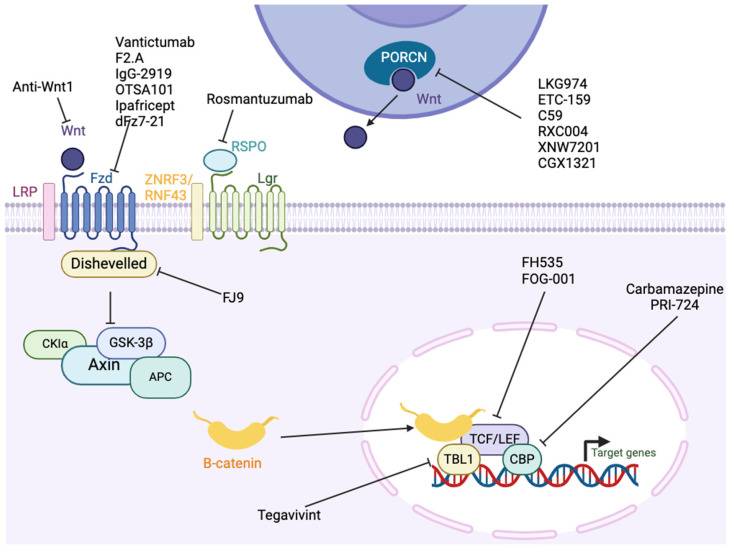 Vantictumab
F2.A
IgG-2919
OTSA101
Ipafricept
dFz7-21
Anti-Wnt1
Wnt
Rosmantuzumab
PORCN
Wnt
LKG974
ETC-159
C59
RXC004
XNW7201
CGX1321
RSPO
LRP
Fzd
ZNRF3/
RNF43
Lgr
Dishevelled
FJ9
FH535
FOG-001
Carbamazepine
PRI-724
CKIα
GSK-3β
Axin
APC
B-catenin
TCF/LEF
TBL1
CBP
Target genes
Tegavivint